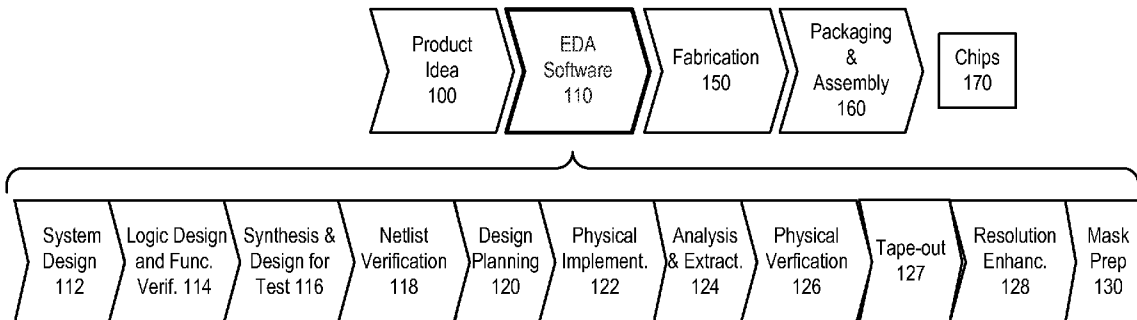 Product
Idea
100
EDA
Software
110
Fabrication
150
Packaging
&
Assembly
160
Chips
170
System
Design
112
Logic Design
and Func.
Verif. 114
Synthesis &
Design for
Test 116
Netlist
Verification
118
Design
Planning
120
Physical
Implement.
122
Analysis
& Extract.
124
Physical
Verfication
126
Tape-out
127
Resolution
Enhanc.
128
Mask
Prep
130